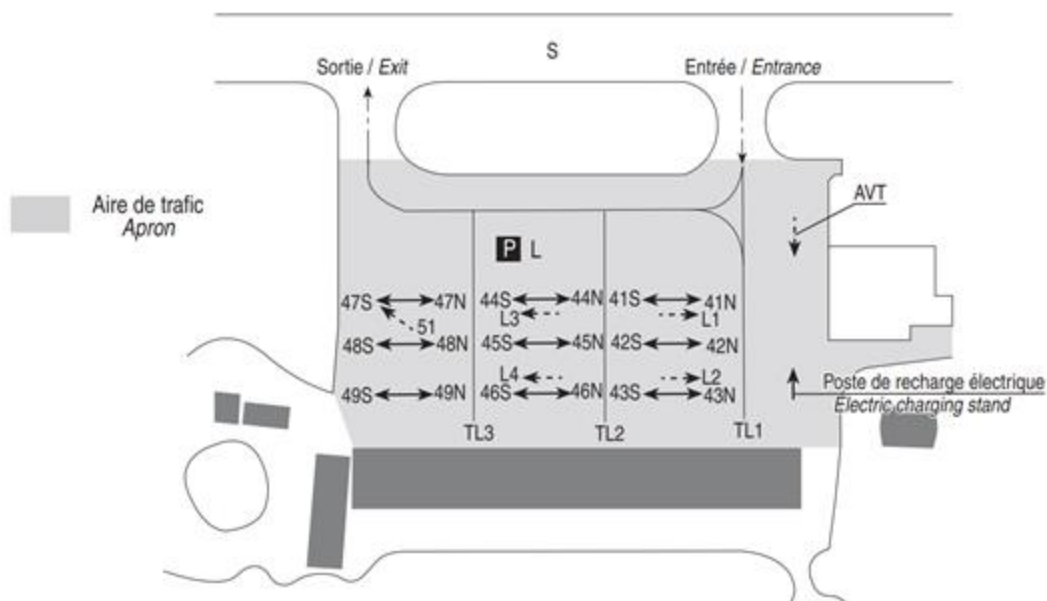 S
Sortie / Exit
Entrée / Entrance
Aire de trafic
Apron
AVT
P L
47S 47N 44S 44N 41S 41N
51 L3 L1
48S 48N 45S 45N 42S 42N
L4 L2
49S 49N 46S 46N 43S 43N
Poste de recharge électrique
Electric charging stand
TL3 TL2 TL1